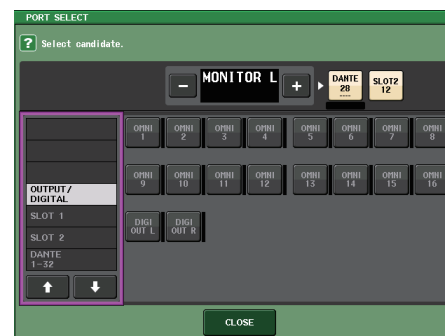 PORT SELECT
? Select candidate.
− MONITOR L +
DANTE 28 ----
SLOT2 12
OMNI 1
OMNI 2
OMNI 3
OMNI 4
OMNI 5
OMNI 6
OMNI 7
OMNI 8
OMNI 9
OMNI 10
OMNI 11
OMNI 12
OMNI 13
OMNI 14
OMNI 15
OMNI 16
DIGI OUT L
DIGI OUT R
OUTPUT/
DIGITAL
SLOT 1
SLOT 2
DANTE
1-32
CLOSE